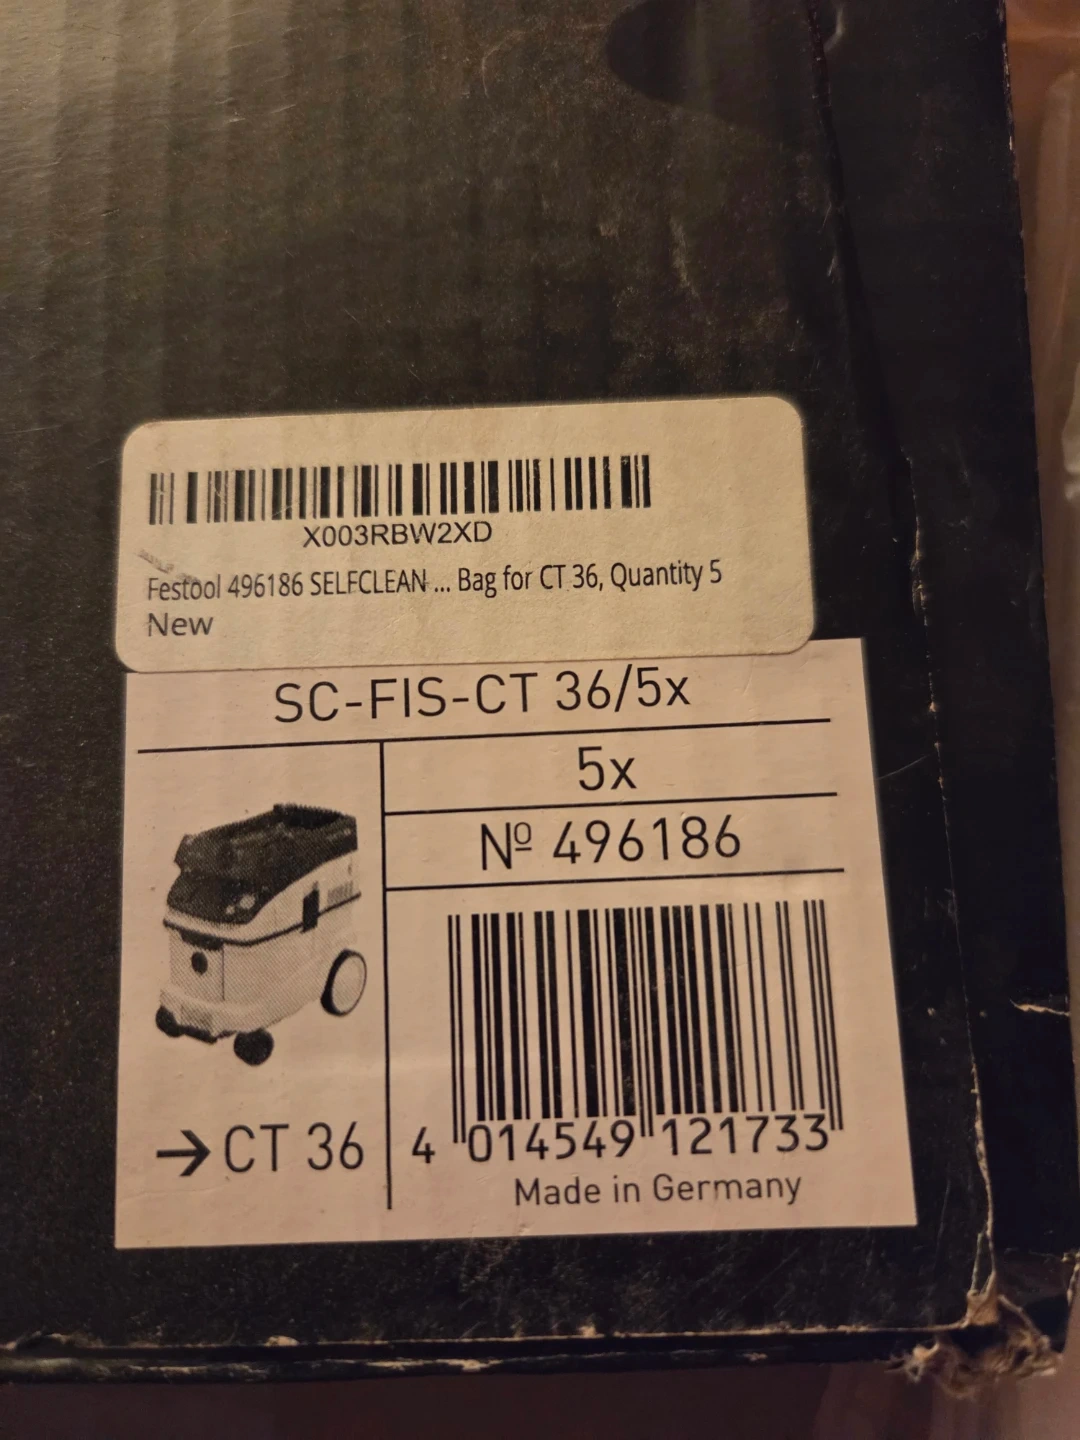 X003RBW2XD
Festool 496186 SELFCLEAN ... Bag for CT 36, Quantity 5
New
SC-FIS-CT 36/5x
5x
Nº 496186
→ CT 36
4 014549 121733
Made in Germany